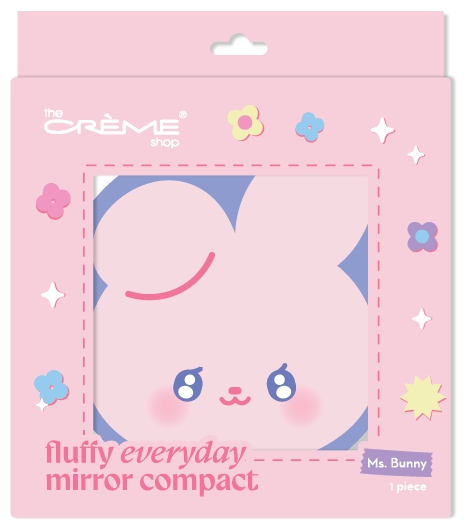 the
CRÈME®
shop
fluffy everyday
mirror compact
Ms. Bunny
1 piece